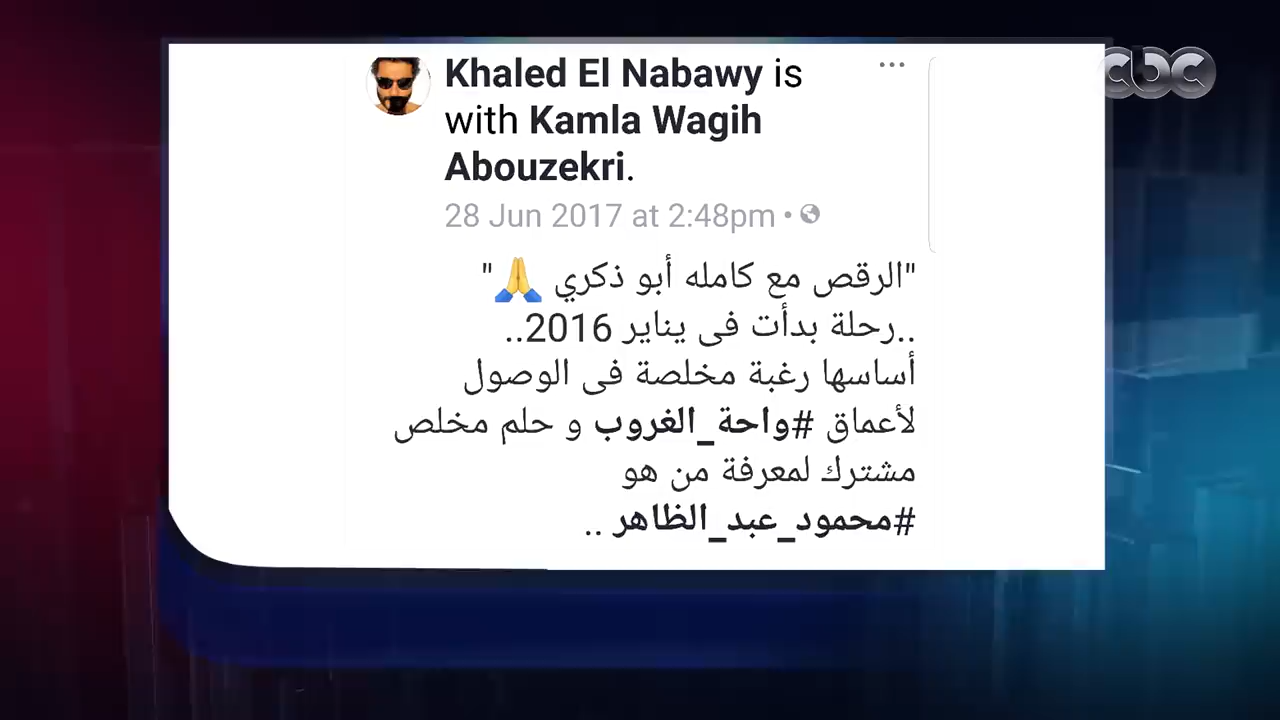 cbc
Khaled El Nabawy is
with Kamla Wagih
Abouzekri.
28 Jun 2017 at 2:48pm •
"الرقص مع كامله أبو ذكري 🙏"
..رحلة بدأت فى يناير 2016..
أساسها رغبة مخلصة فى الوصول
لأعماق #واحة_الغروب و حلم مخلص
مشترك لمعرفة من هو
#محمود_عبد_الظاهر ..